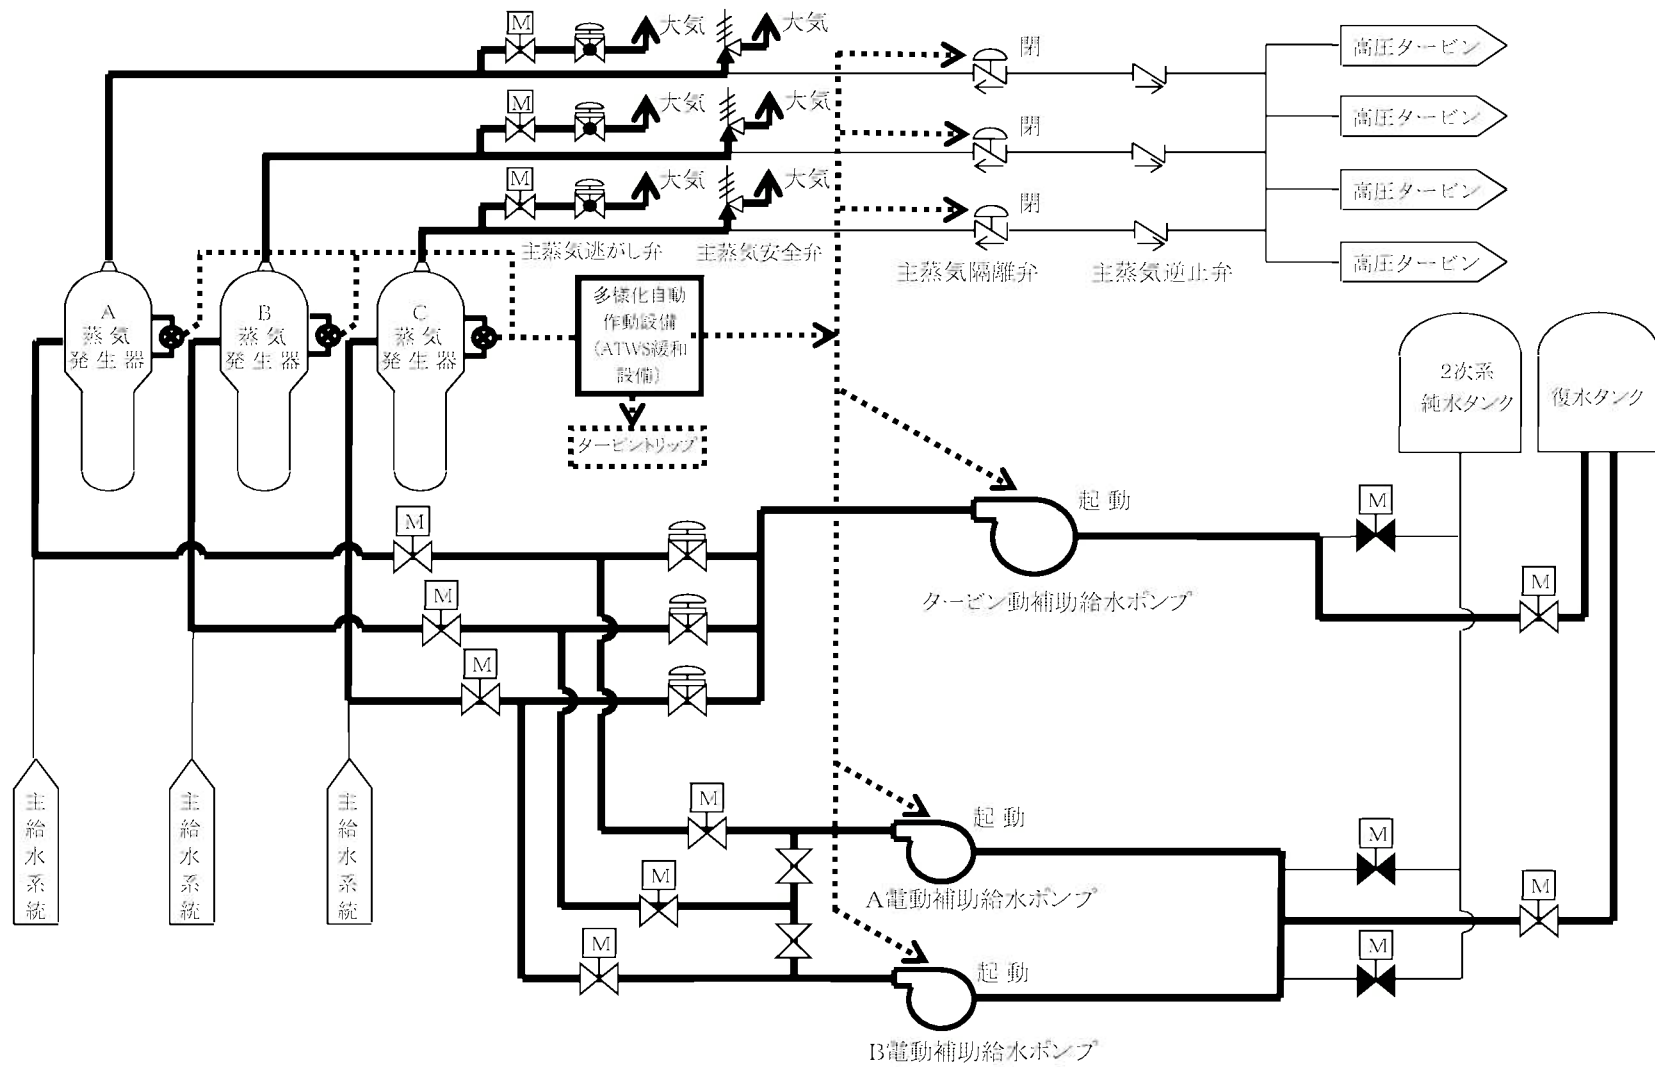 M
大気
大気
閉
高圧タービン
M
大気
大気
閉
高圧タービン
M
大気
大気
閉
高圧タービン
主蒸気逃がし弁
主蒸気安全弁
主蒸気隔離弁
主蒸気逆止弁
高圧タービン
A
蒸気
発生器
B
蒸気
発生器
C
蒸気
発生器
多様化自動
作動設備
(ATWS緩和
設備)
タービントリップ
2次系
純水タンク
復水タンク
M
M
M
起動
タービン動補助給水ポンプ
M
M
主給水系統
主給水系統
主給水系統
M
M
M
起動
A電動補助給水ポンプ
起動
B電動補助給水ポンプ
M
M
M